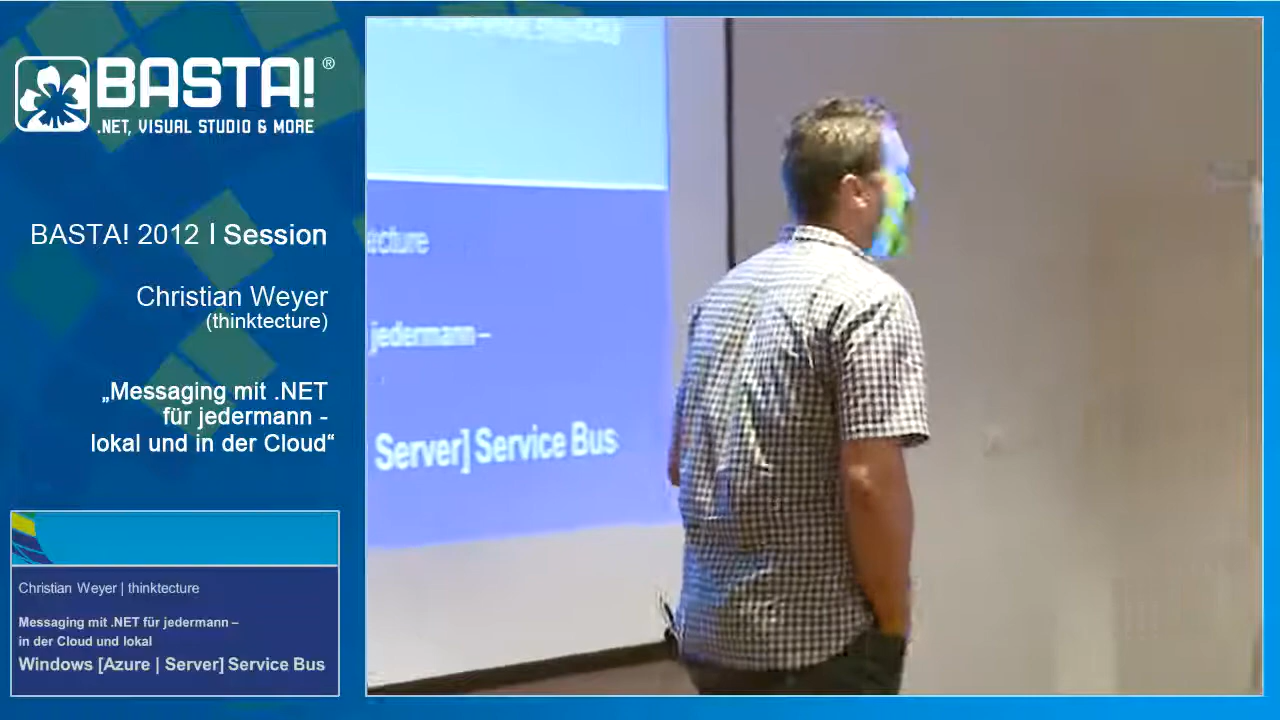 BASTA!®
.NET, VISUAL STUDIO & MORE
BASTA! 2012 | Session
Christian Weyer
(thinktecture)
„Messaging mit .NET
für jedermann -
lokal und in der Cloud“
Christian Weyer | thinktecture
Messaging mit .NET für jedermann –
in der Cloud und lokal
Windows [Azure | Server] Service Bus
ecture
jedermann –
Server] Service Bus